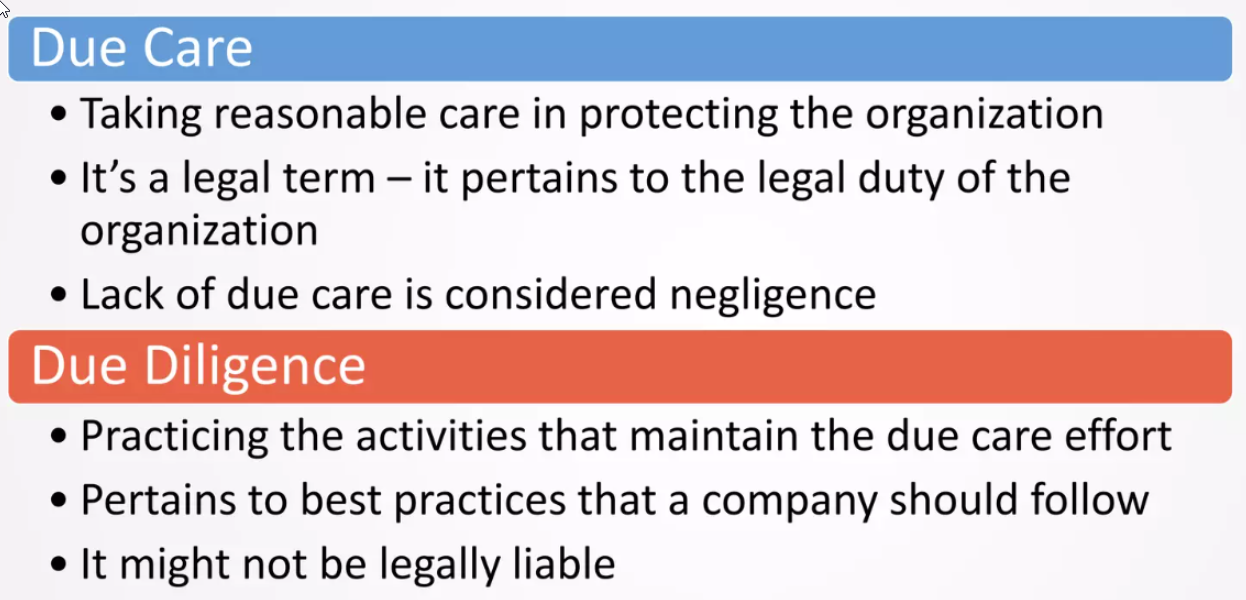 Due Care
• Taking reasonable care in protecting the organization
• It’s a legal term – it pertains to the legal duty of the
organization
• Lack of due care is considered negligence
Due Diligence
• Practicing the activities that maintain the due care effort
• Pertains to best practices that a company should follow
• It might not be legally liable